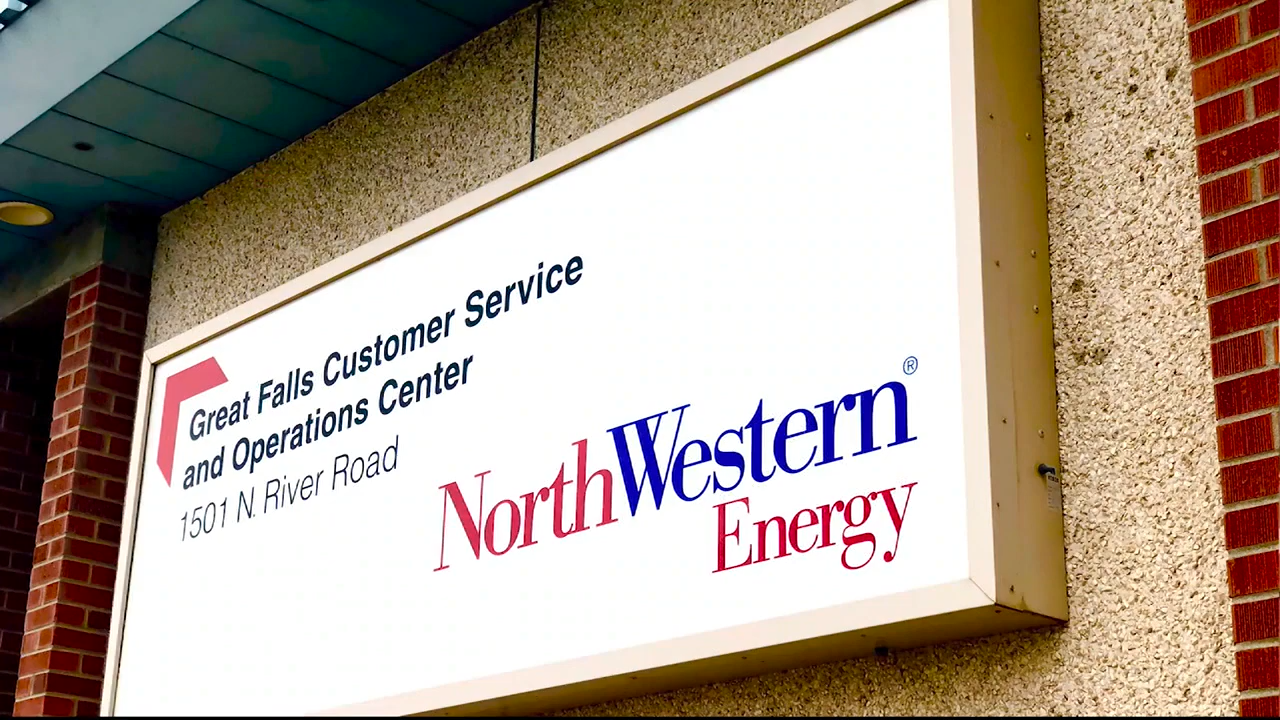 Great Falls Customer Service
and Operations Center
1501 N. River Road
NorthWestern®
Energy